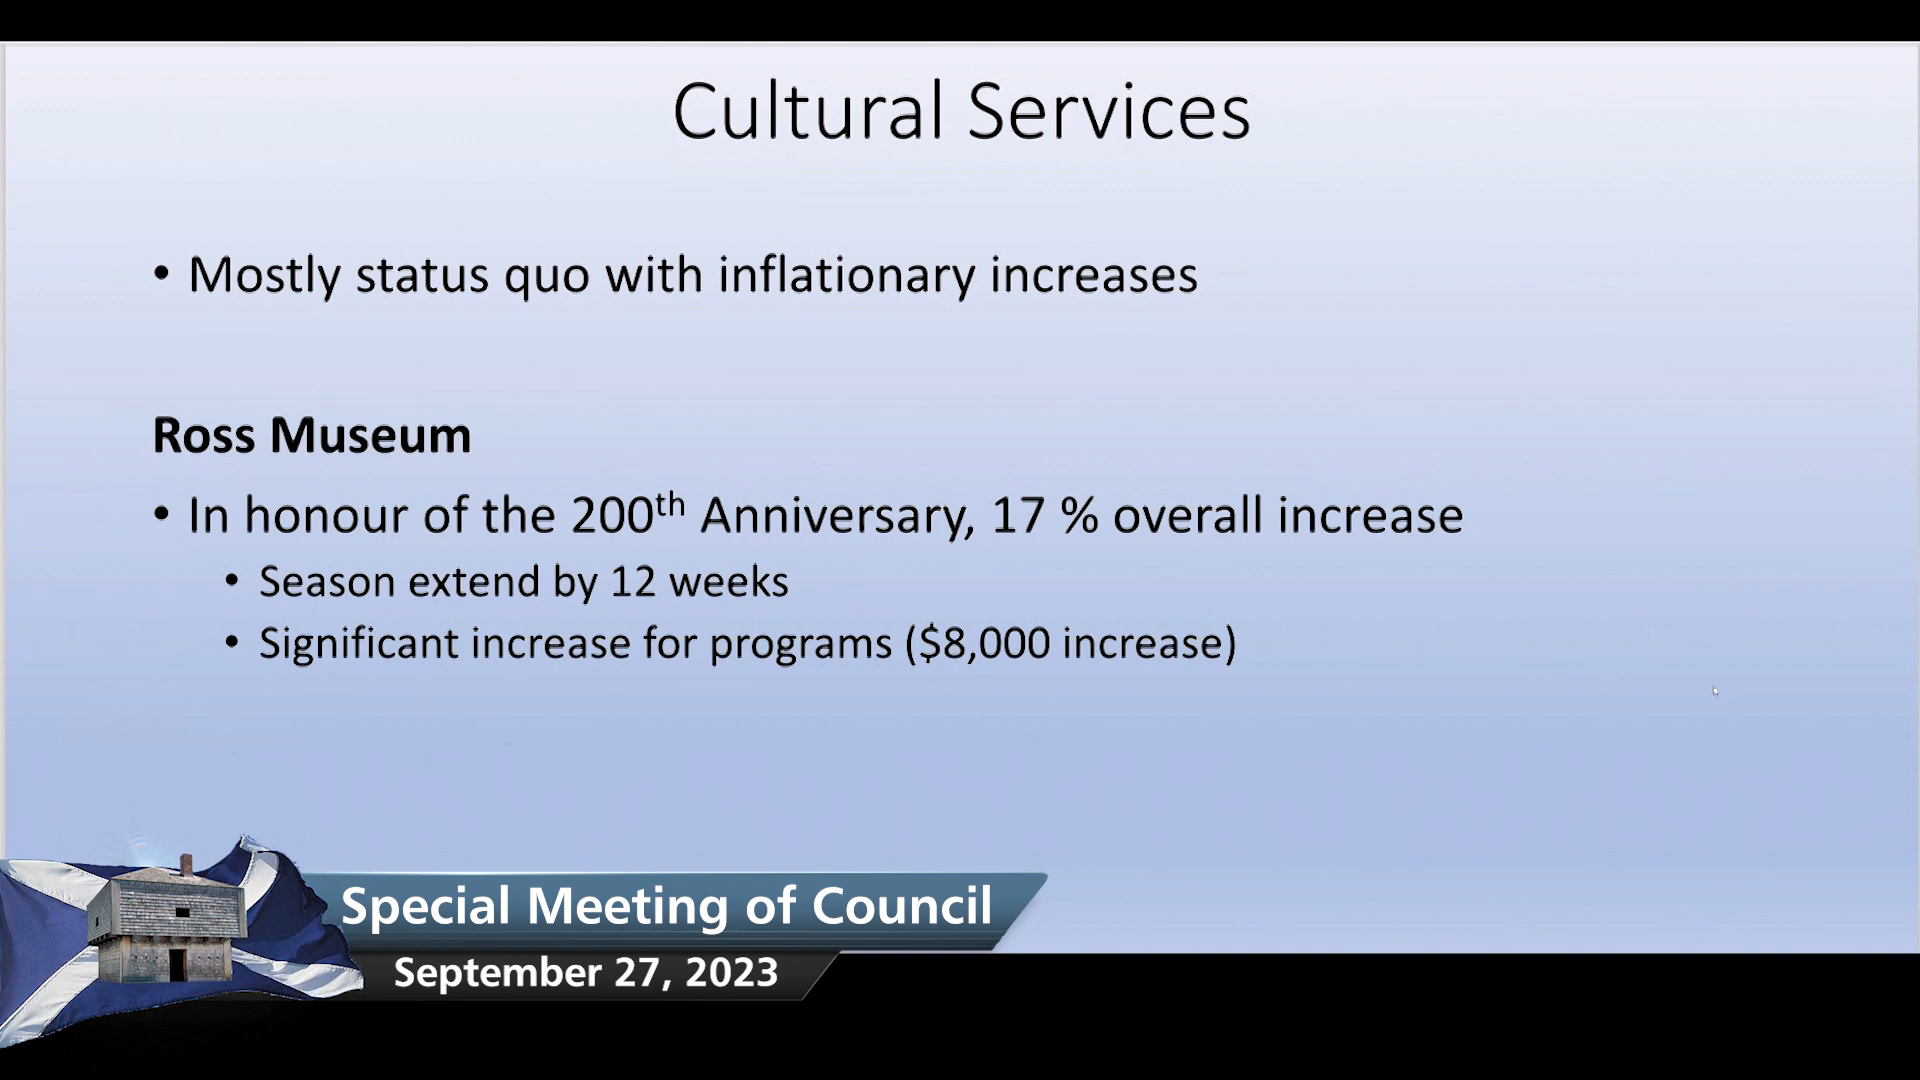 Cultural Services
• Mostly status quo with inflationary increases
Ross Museum
• In honour of the 200th Anniversary, 17 % overall increase
• Season extend by 12 weeks
• Significant increase for programs ($8,000 increase)
Special Meeting of Council
September 27, 2023